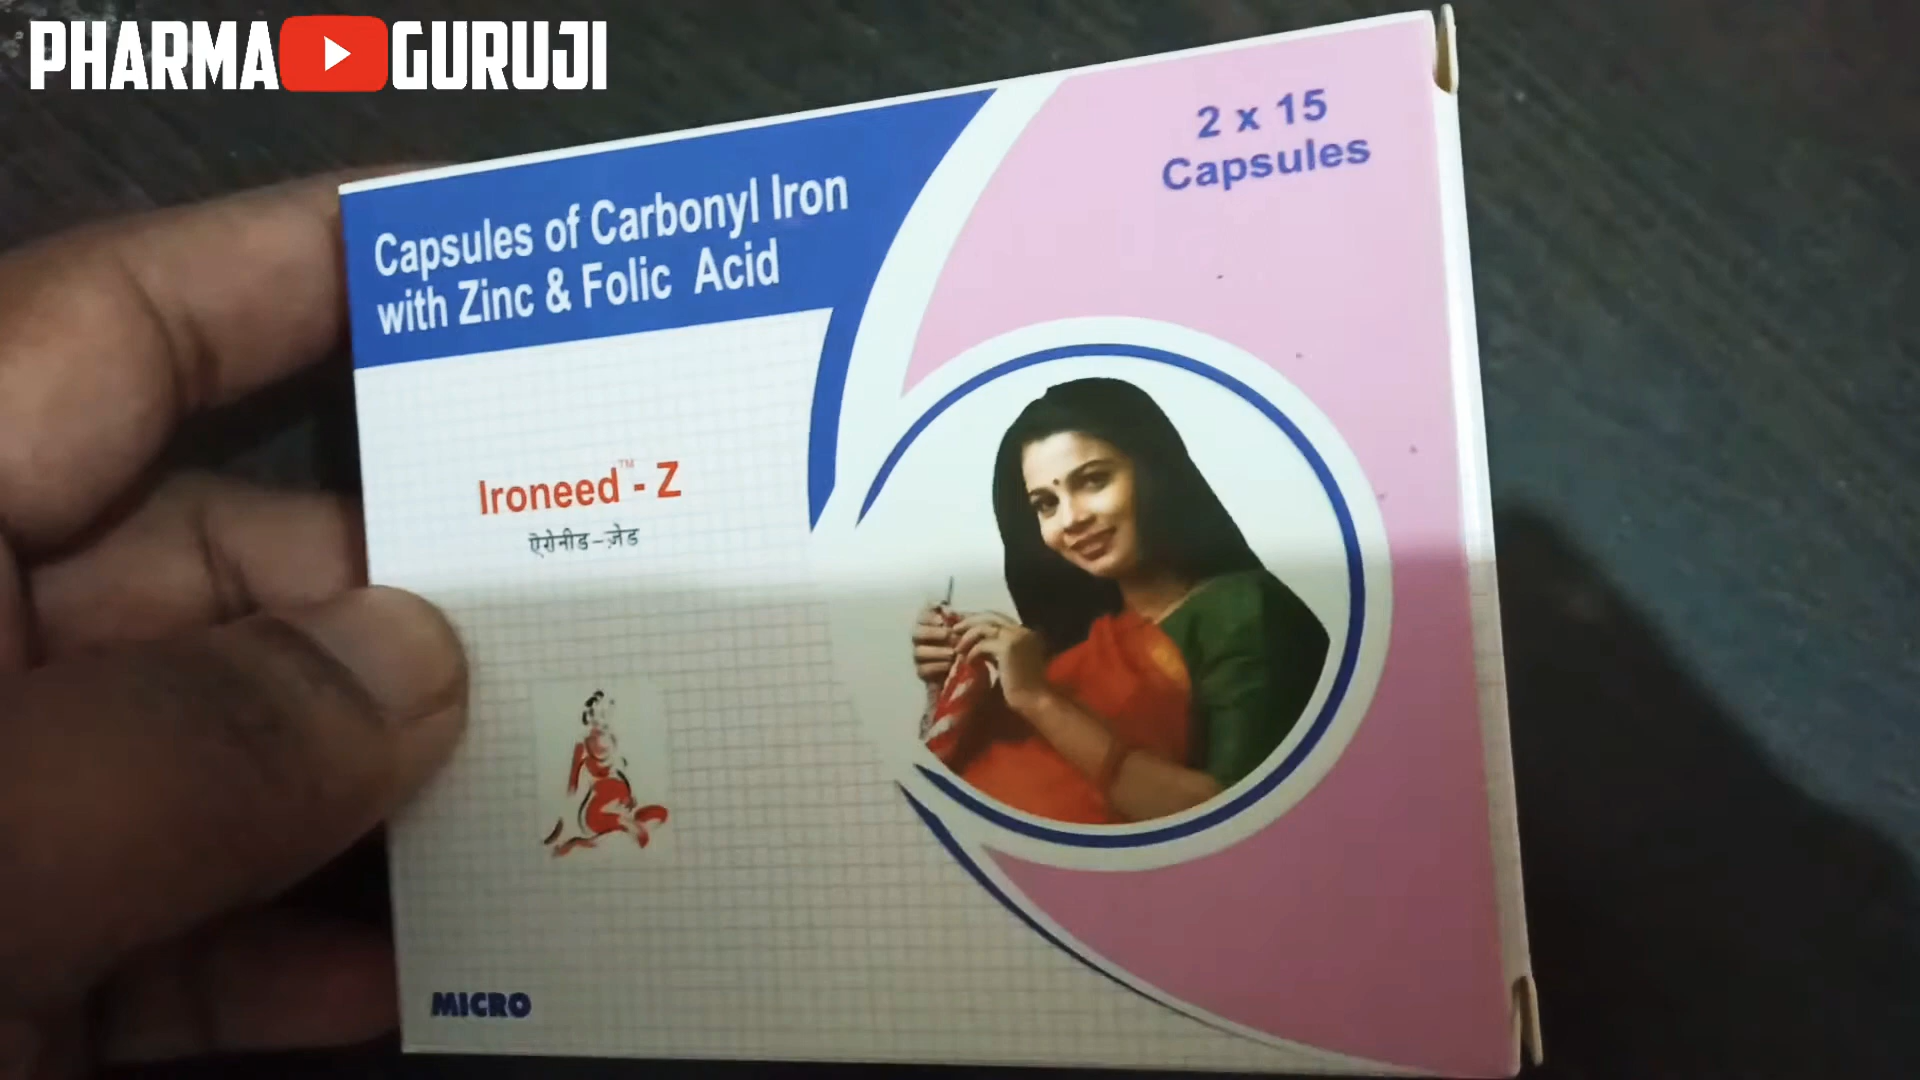 PHARMA GURUJI
2 x 15
Capsules
Capsules of Carbonyl Iron
with Zinc & Folic Acid
Ironeed™ - Z
ऐरोनीड-ज़ेड
MICRO